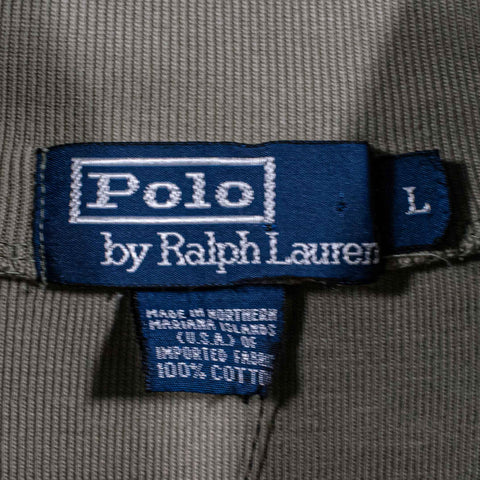 Polo
by Ralph Lauren
L
MADE IN NORTHERN
MARIANA ISLANDS
(U.S.A.) OF
IMPORTED FABRIC
100% COTTON